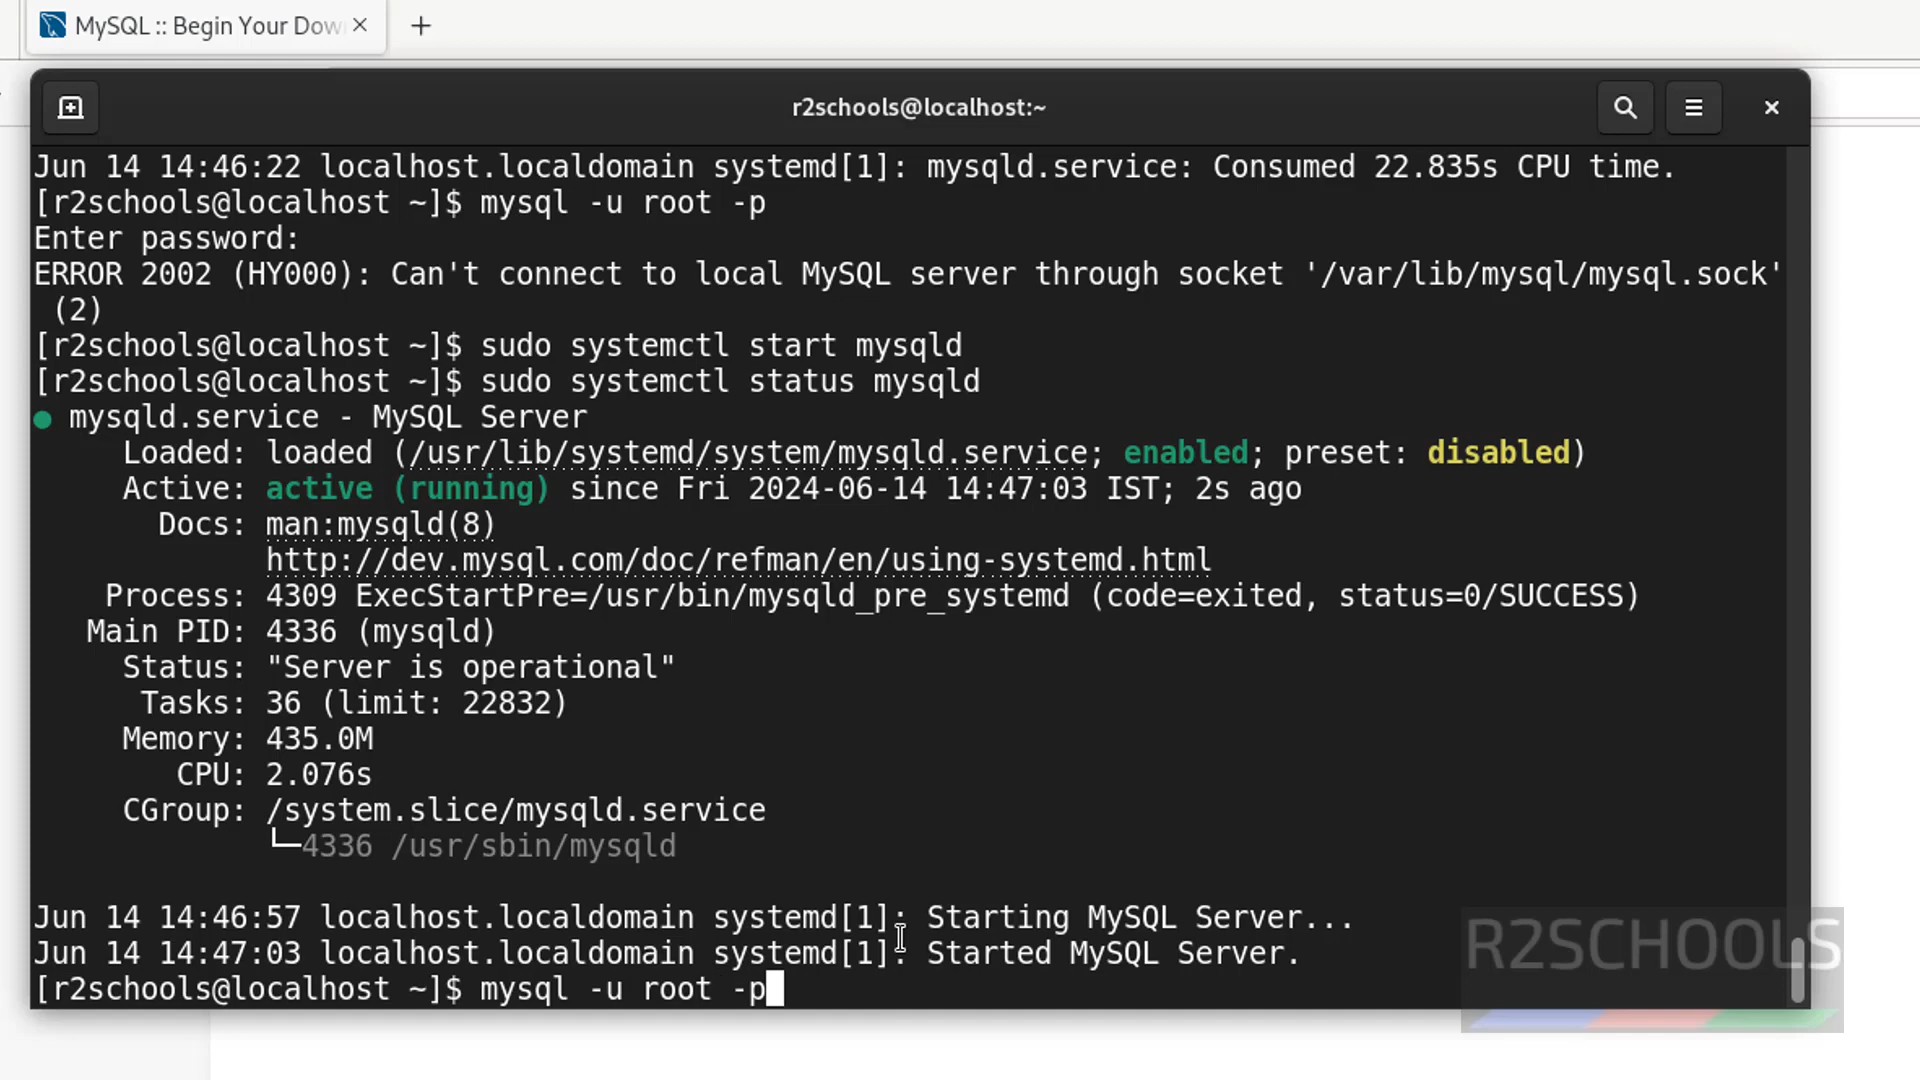 MySQL :: Begin Your Dow
r2schools@localhost:~
Jun 14 14:46:22 localhost.localdomain systemd[1]: mysqld.service: Consumed 22.835s CPU time.
[r2schools@localhost ~]$ mysql -u root -p
Enter password:
ERROR 2002 (HY000): Can't connect to local MySQL server through socket '/var/lib/mysql/mysql.sock'
(2)
[r2schools@localhost ~]$ sudo systemctl start mysqld
[r2schools@localhost ~]$ sudo systemctl status mysqld
● mysqld.service - MySQL Server
Loaded: loaded (/usr/lib/systemd/system/mysqld.service; enabled; preset: disabled)
Active: active (running) since Fri 2024-06-14 14:47:03 IST; 2s ago
Docs: man:mysqld(8)
http://dev.mysql.com/doc/refman/en/using-systemd.html
Process: 4309 ExecStartPre=/usr/bin/mysqld_pre_systemd (code=exited, status=0/SUCCESS)
Main PID: 4336 (mysqld)
Status: "Server is operational"
Tasks: 36 (limit: 22832)
Memory: 435.0M
CPU: 2.076s
CGroup: /system.slice/mysqld.service
└─4336 /usr/sbin/mysqld
Jun 14 14:46:57 localhost.localdomain systemd[1]: Starting MySQL Server...
Jun 14 14:47:03 localhost.localdomain systemd[1]: Started MySQL Server.
[r2schools@localhost ~]$ mysql -u root -p
R2SCHOOLS